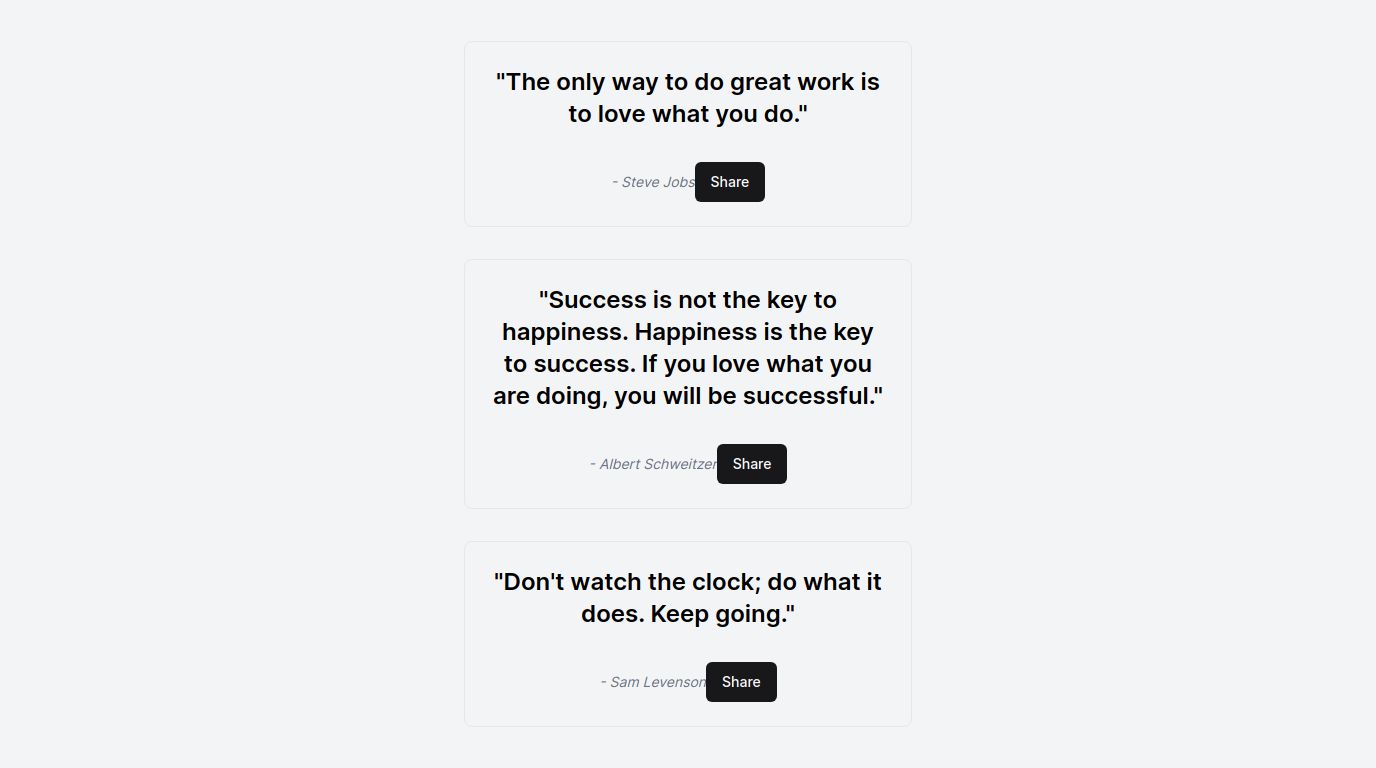 "The only way to do great work is
to love what you do."
- Steve Jobs Share
"Success is not the key to
happiness. Happiness is the key
to success. If you love what you
are doing, you will be successful."
- Albert Schweitzer Share
"Don't watch the clock; do what it
does. Keep going."
- Sam Levenson Share